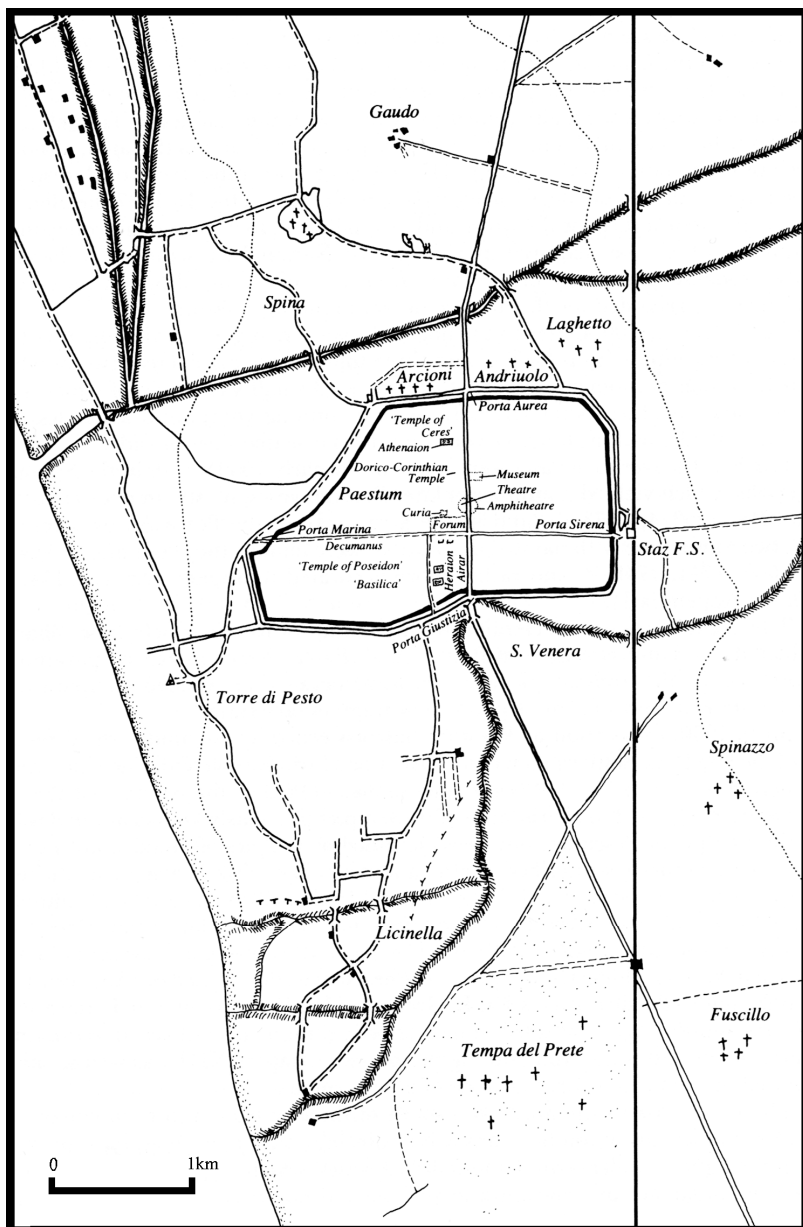 Gaudo
Spina
Laghetto
Arcioni
Andriuolo
Porta Aurea
'Temple of
Ceres'
Athenaion
Dorico-Corinthian
Temple
Museum
Theatre
Amphitheatre
Paestum
Curia
Forum
Porta Marina
Porta Sirena
Decumanus
Staz F.S.
'Temple of Poseidon'
'Basilica'
Heraion
Airar
Porta Giustizia
S. Venera
Torre di Pesto
Spinazzo
Licinella
Fuscillo
Tempa del Prete
0 1km